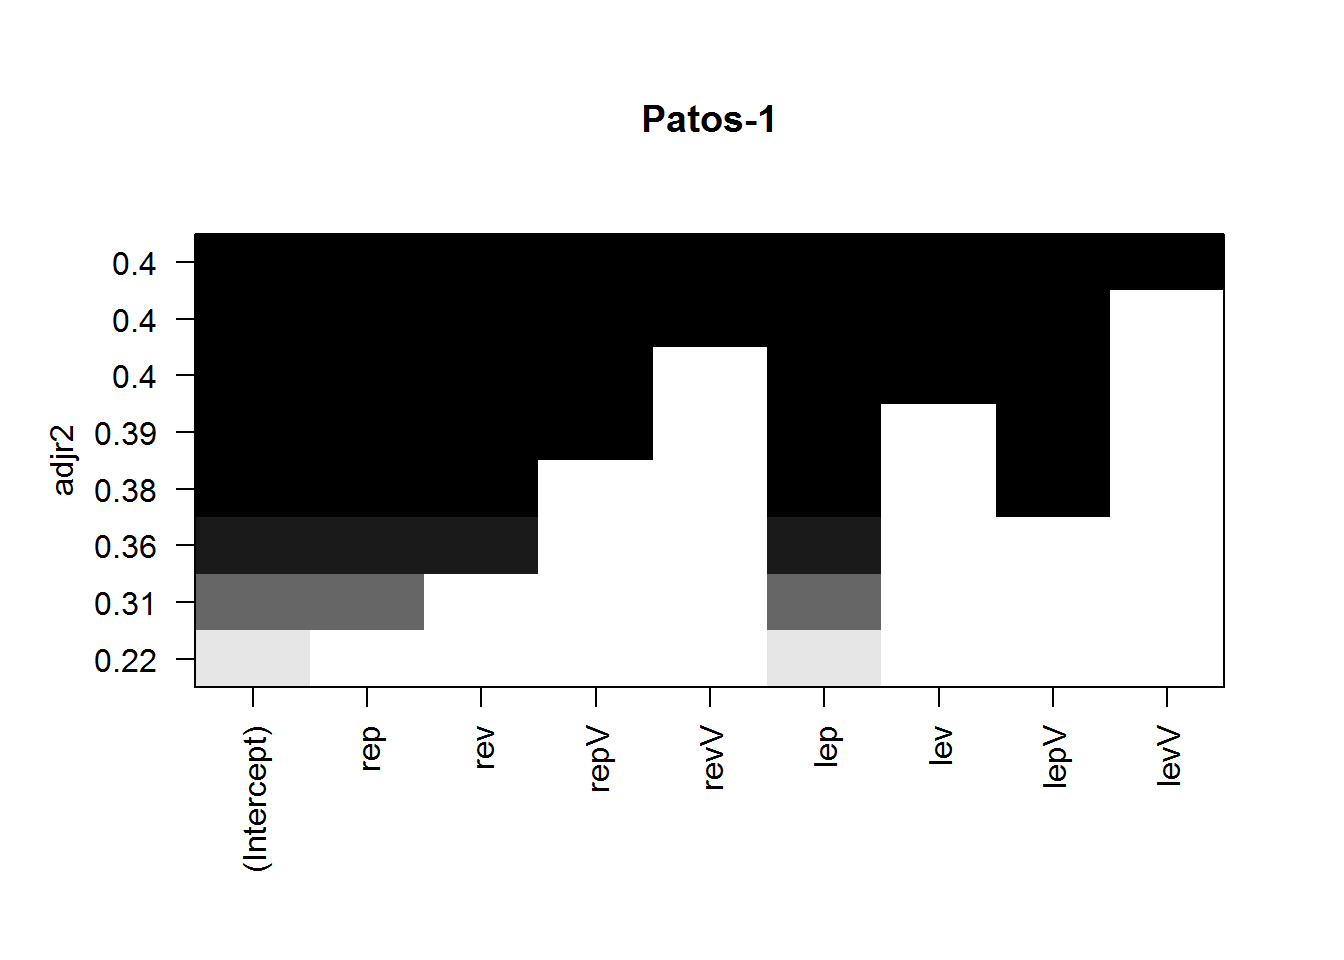 Patos-1
adjr2
0.4
0.4
0.4
0.39
0.38
0.36
0.31
0.22
(Intercept)
rep
rev
repV
revV
lep
lev
lepV
levV